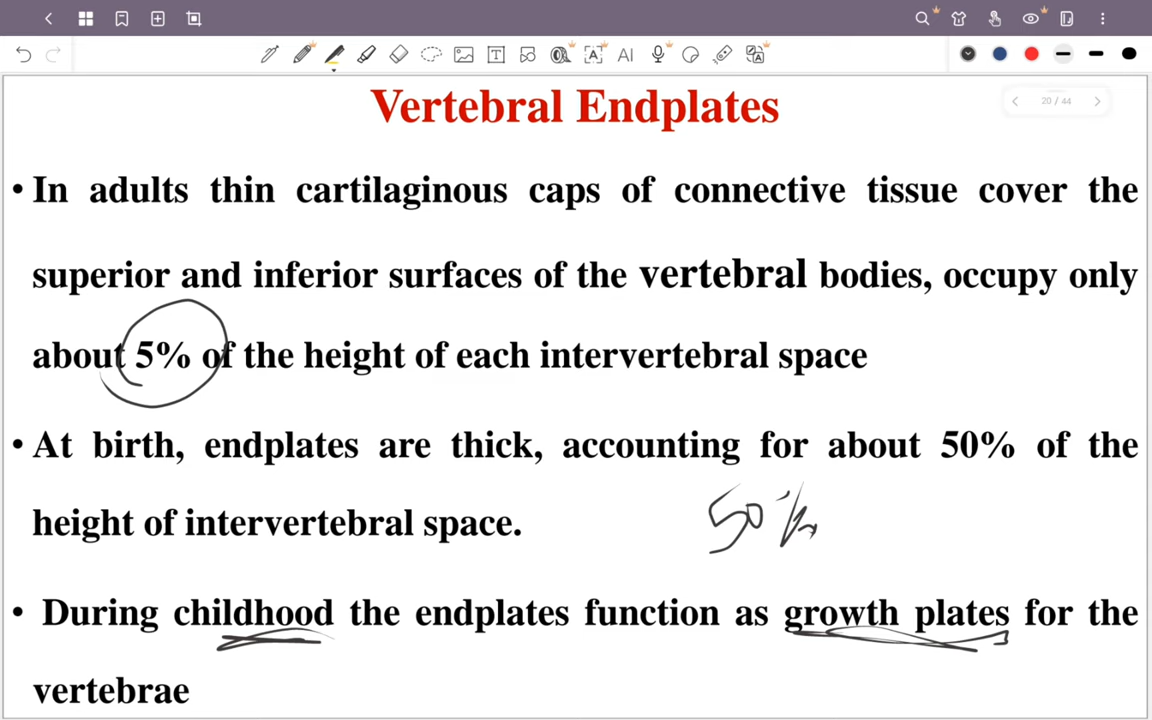 AI
20 / 44
Vertebral Endplates
• In adults thin cartilaginous caps of connective tissue cover the
superior and inferior surfaces of the vertebral bodies, occupy only
about 5% of the height of each intervertebral space
• At birth, endplates are thick, accounting for about 50% of the
height of intervertebral space.
50%
• During childhood the endplates function as growth plates for the
vertebrae